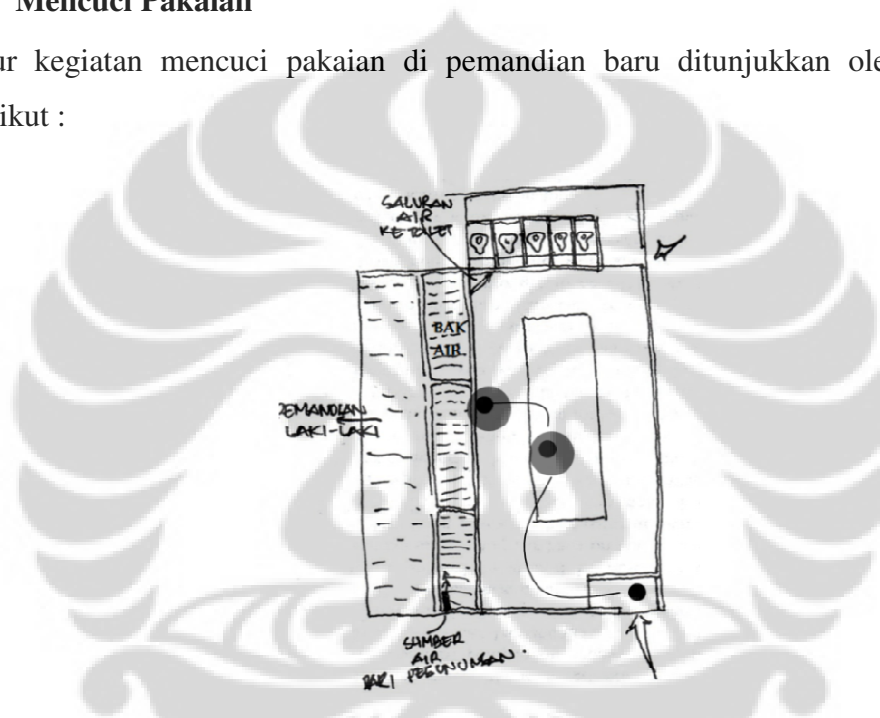 Mencuci Pakaian
ur kegiatan mencuci pakaian di pemandian baru ditunjukkan ole
ikut :
SALURAN
AIR
KE TOILET
BAK
AIR
PEMANDIAN
LAKI-LAKI
SUMBER
AIR
DARI PEGUNUNGAN.